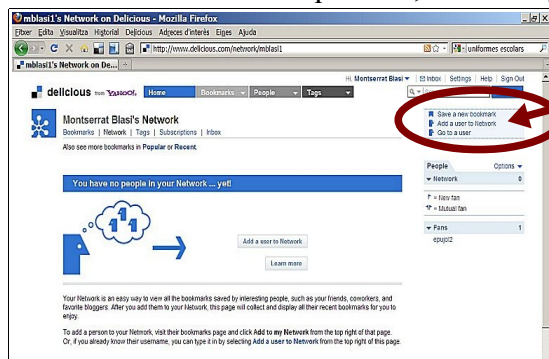 mblasi1's Network on Delicious - Mozilla Firefox
Fitxer Edita Visualitza Historial Delicious Adreces d'interès Eines Ajuda
http://www.delicious.com/network/mblasi1
uniformes escolars
mblasi1's Network on De...
Hi, Montserrat Blasi Inbox Settings Help Sign Out
delicious from YAHOO! Home Bookmarks People Tags
Montserrat Blasi's Network
Bookmarks | Network | Tags | Subscriptions | Inbox
Also see more bookmarks in Popular or Recent.
Save a new bookmark
Add a user to Network
Go to a user
People Options
Network 0
= New fan
= Mutual fan
Fans 1
epujol2
You have no people in your Network ... yet!
Add a user to Network
Learn more
Your Network is an easy way to view all the bookmarks saved by interesting people, such as your friends, coworkers, and
favorite bloggers. After you add them to your Network, this page will collect and display all their recent bookmarks for you to
enjoy.
To add a person to your Network, visit their bookmarks page and click Add to my Network from the top right of that page.
Or, if you already know their username, you can type it in by selecting Add a user to Network from the top right of this page.